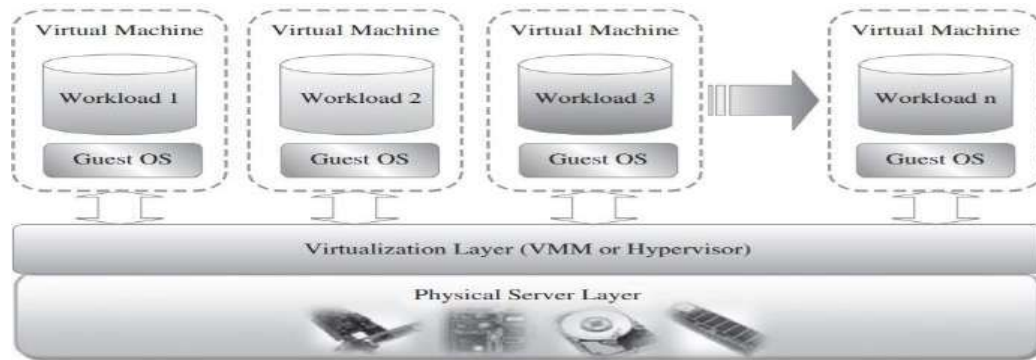 Virtual Machine
Workload 1
Guest OS
Virtual Machine
Workload 2
Guest OS
Virtual Machine
Workload 3
Guest OS
Virtual Machine
Workload n
Guest OS
Virtualization Layer (VMM or Hypervisor)
Physical Server Layer